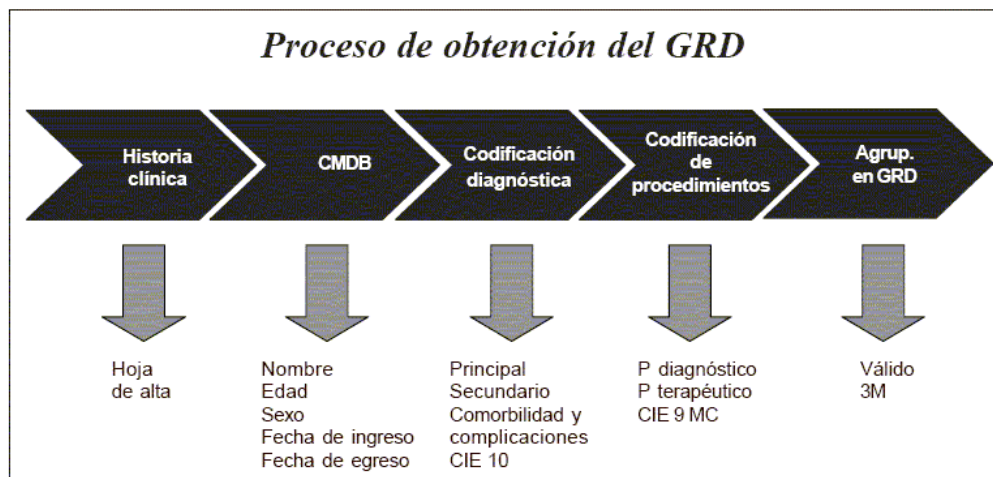 Proceso de obtención del GRD
Historia
clínica
CMDB
Codificación
diagnóstica
Codificación
de
procedimientos
Agrup.
en GRD
Hoja
de alta
Nombre
Edad
Sexo
Fecha de ingreso
Fecha de egreso
Principal
Secundario
Comorbilidad y
complicaciones
CIE 10
P diagnóstico
P terapéutico
CIE 9 MC
Válido
3M